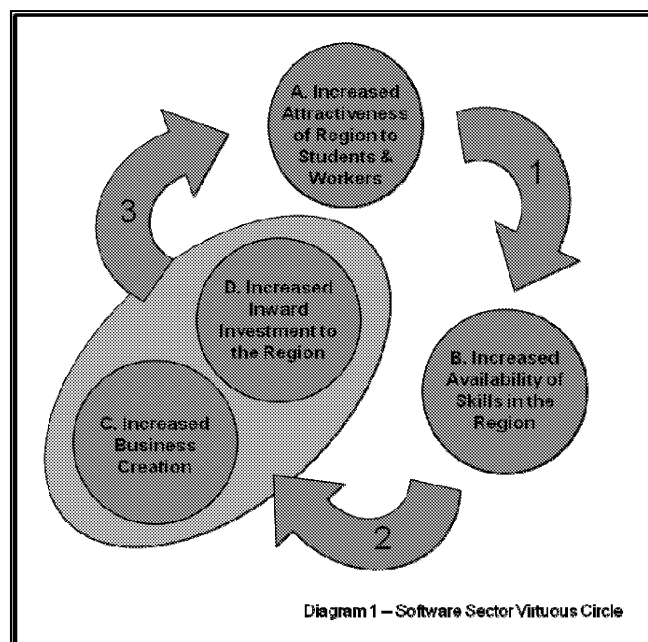 A. Increased
Attractiveness
of Region to
Students &
Workers
1
B. Increased
Availability of
Skills in the
Region
2
C. Increased
Business
Creation
D. Increased
Inward
Investment to
the Region
3
Diagram 1 – Software Sector Virtuous Circle